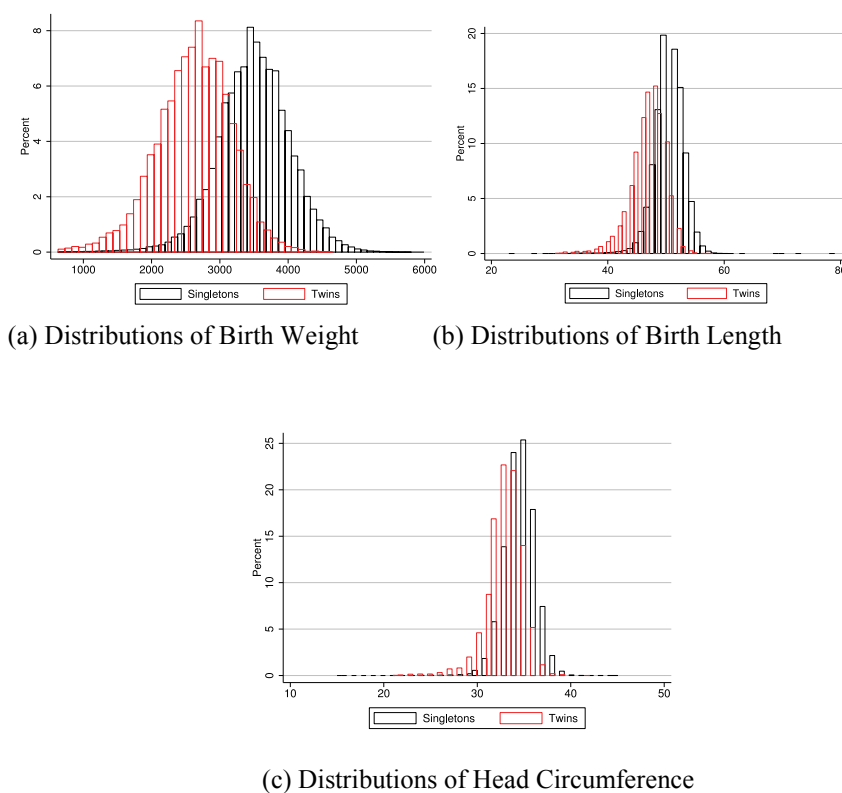 8
6
4
2
0
Percent
1000 2000 3000 4000 5000 6000
Singletons Twins
(a) Distributions of Birth Weight
20
15
10
5
0
Percent
20 40 60 80
Singletons Twins
(b) Distributions of Birth Length
25
20
15
10
5
0
Percent
10 20 30 40 50
Singletons Twins
(c) Distributions of Head Circumference